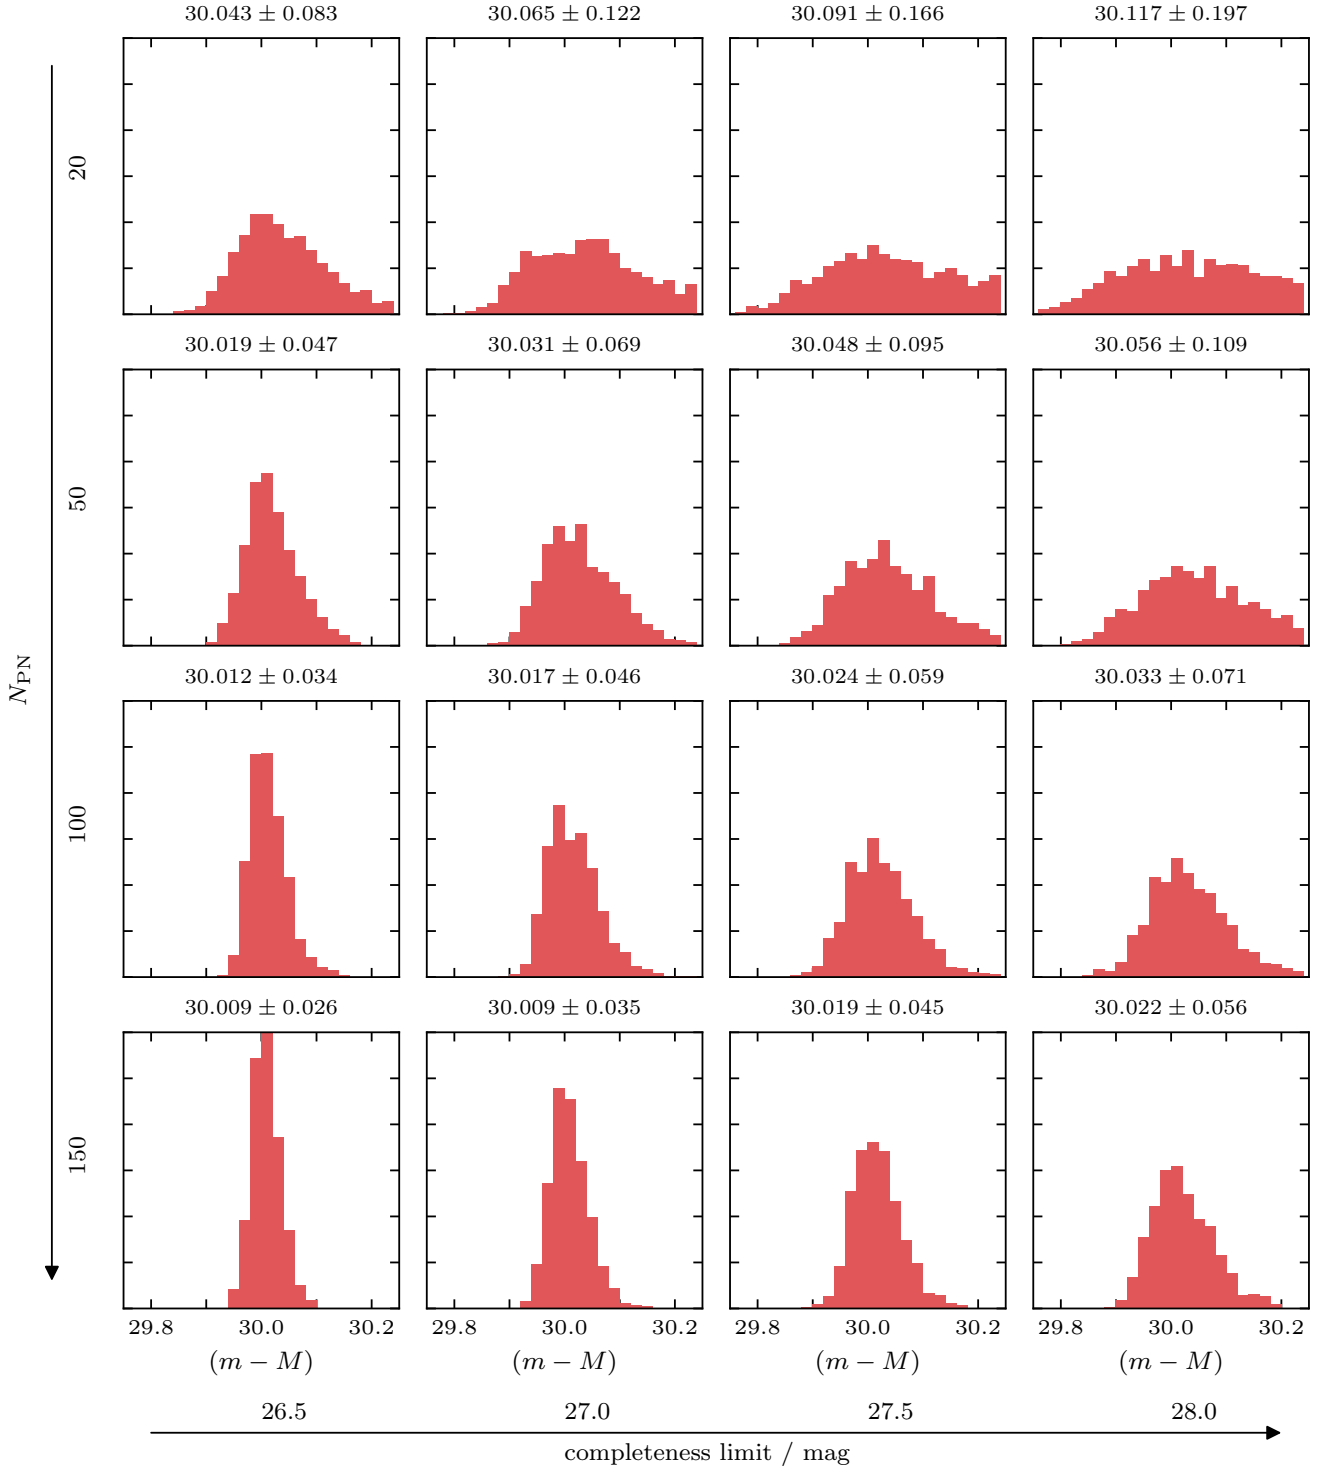 30.043 ± 0.083 30.065 ± 0.122 30.091 ± 0.166 30.117 ± 0.197
20
30.019 ± 0.047 30.031 ± 0.069 30.048 ± 0.095 30.056 ± 0.109
50
N_PN
30.012 ± 0.034 30.017 ± 0.046 30.024 ± 0.059 30.033 ± 0.071
100
30.009 ± 0.026 30.009 ± 0.035 30.019 ± 0.045 30.022 ± 0.056
150
29.8 30.0 30.2 29.8 30.0 30.2 29.8 30.0 30.2 29.8 30.0 30.2
(m − M) (m − M) (m − M) (m − M)
26.5 27.0 27.5 28.0
completeness limit / mag